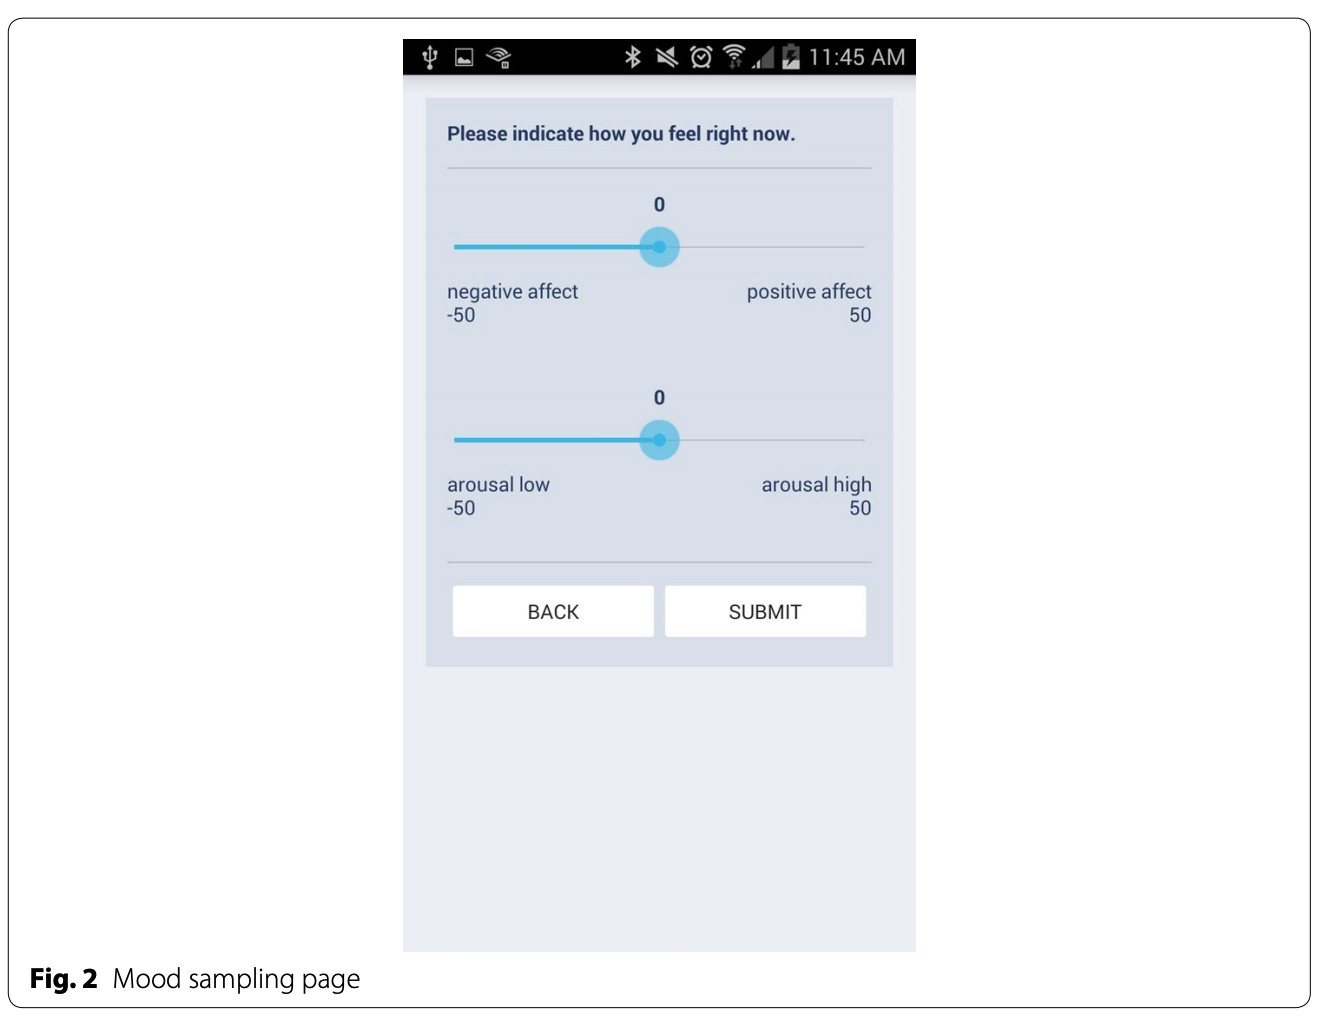 11:45 AM
Please indicate how you feel right now.
0
negative affect positive affect
-50 50
0
arousal low arousal high
-50 50
BACK SUBMIT
Fig. 2 Mood sampling page